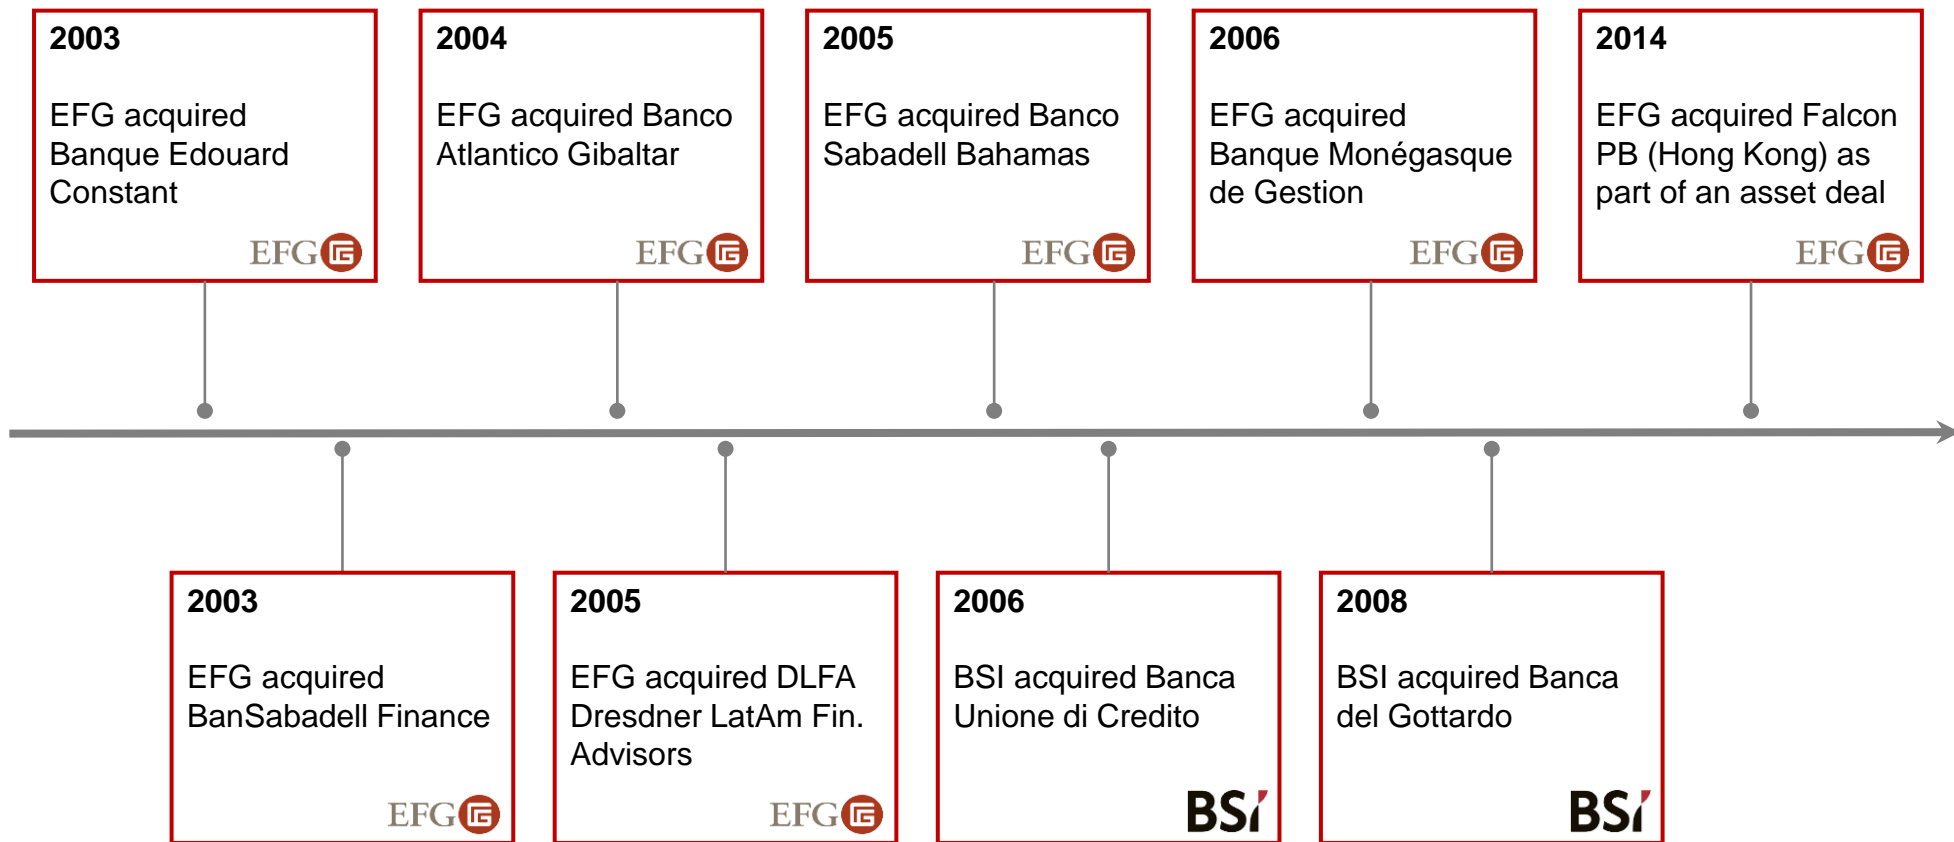 2003
EFG acquired
Banque Edouard
Constant
EFG
2004
EFG acquired Banco
Atlantico Gibaltar
EFG
2005
EFG acquired Banco
Sabadell Bahamas
EFG
2006
EFG acquired
Banque Monégasque
de Gestion
EFG
2014
EFG acquired Falcon
PB (Hong Kong) as
part of an asset deal
EFG
2003
EFG acquired
BanSabadell Finance
EFG
2005
EFG acquired DLFA
Dresdner LatAm Fin.
Advisors
EFG
2006
BSI acquired Banca
Unione di Credito
BSI
2008
BSI acquired Banca
del Gottardo
BSI